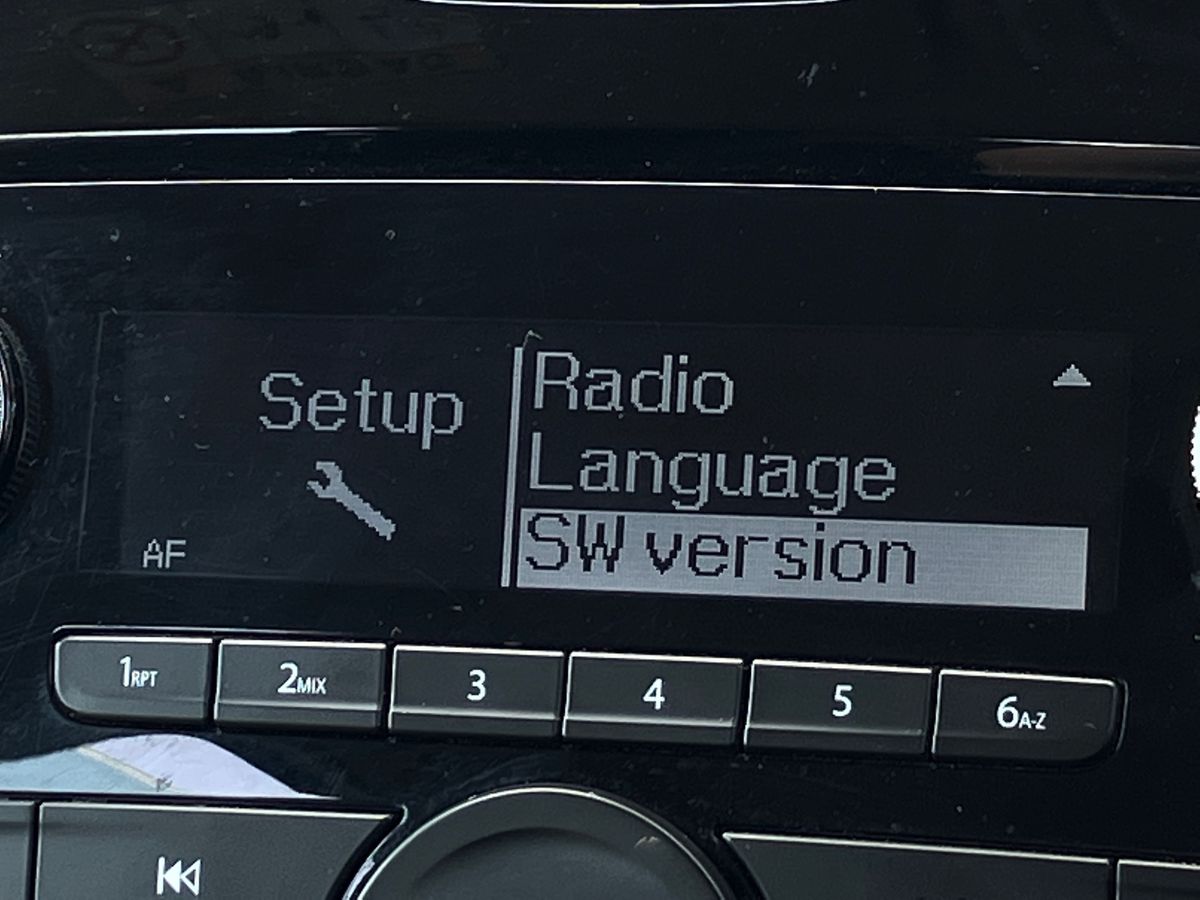 Setup
AF
Radio
Language
SW version
1RPT
2MIX
3
4
5
6A-Z